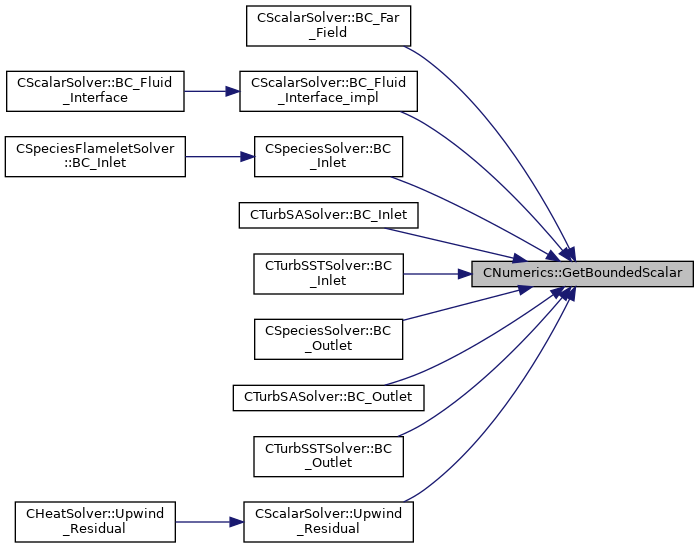 CScalarSolver::BC_Far
_Field
CScalarSolver::BC_Fluid
_Interface
CScalarSolver::BC_Fluid
_Interface_impl
CSpeciesFlameletSolver
::BC_Inlet
CSpeciesSolver::BC
_Inlet
CTurbSASolver::BC_Inlet
CTurbSSTSolver::BC
_Inlet
CNumerics::GetBoundedScalar
CSpeciesSolver::BC
_Outlet
CTurbSASolver::BC_Outlet
CTurbSSTSolver::BC
_Outlet
CHeatSolver::Upwind
_Residual
CScalarSolver::Upwind
_Residual